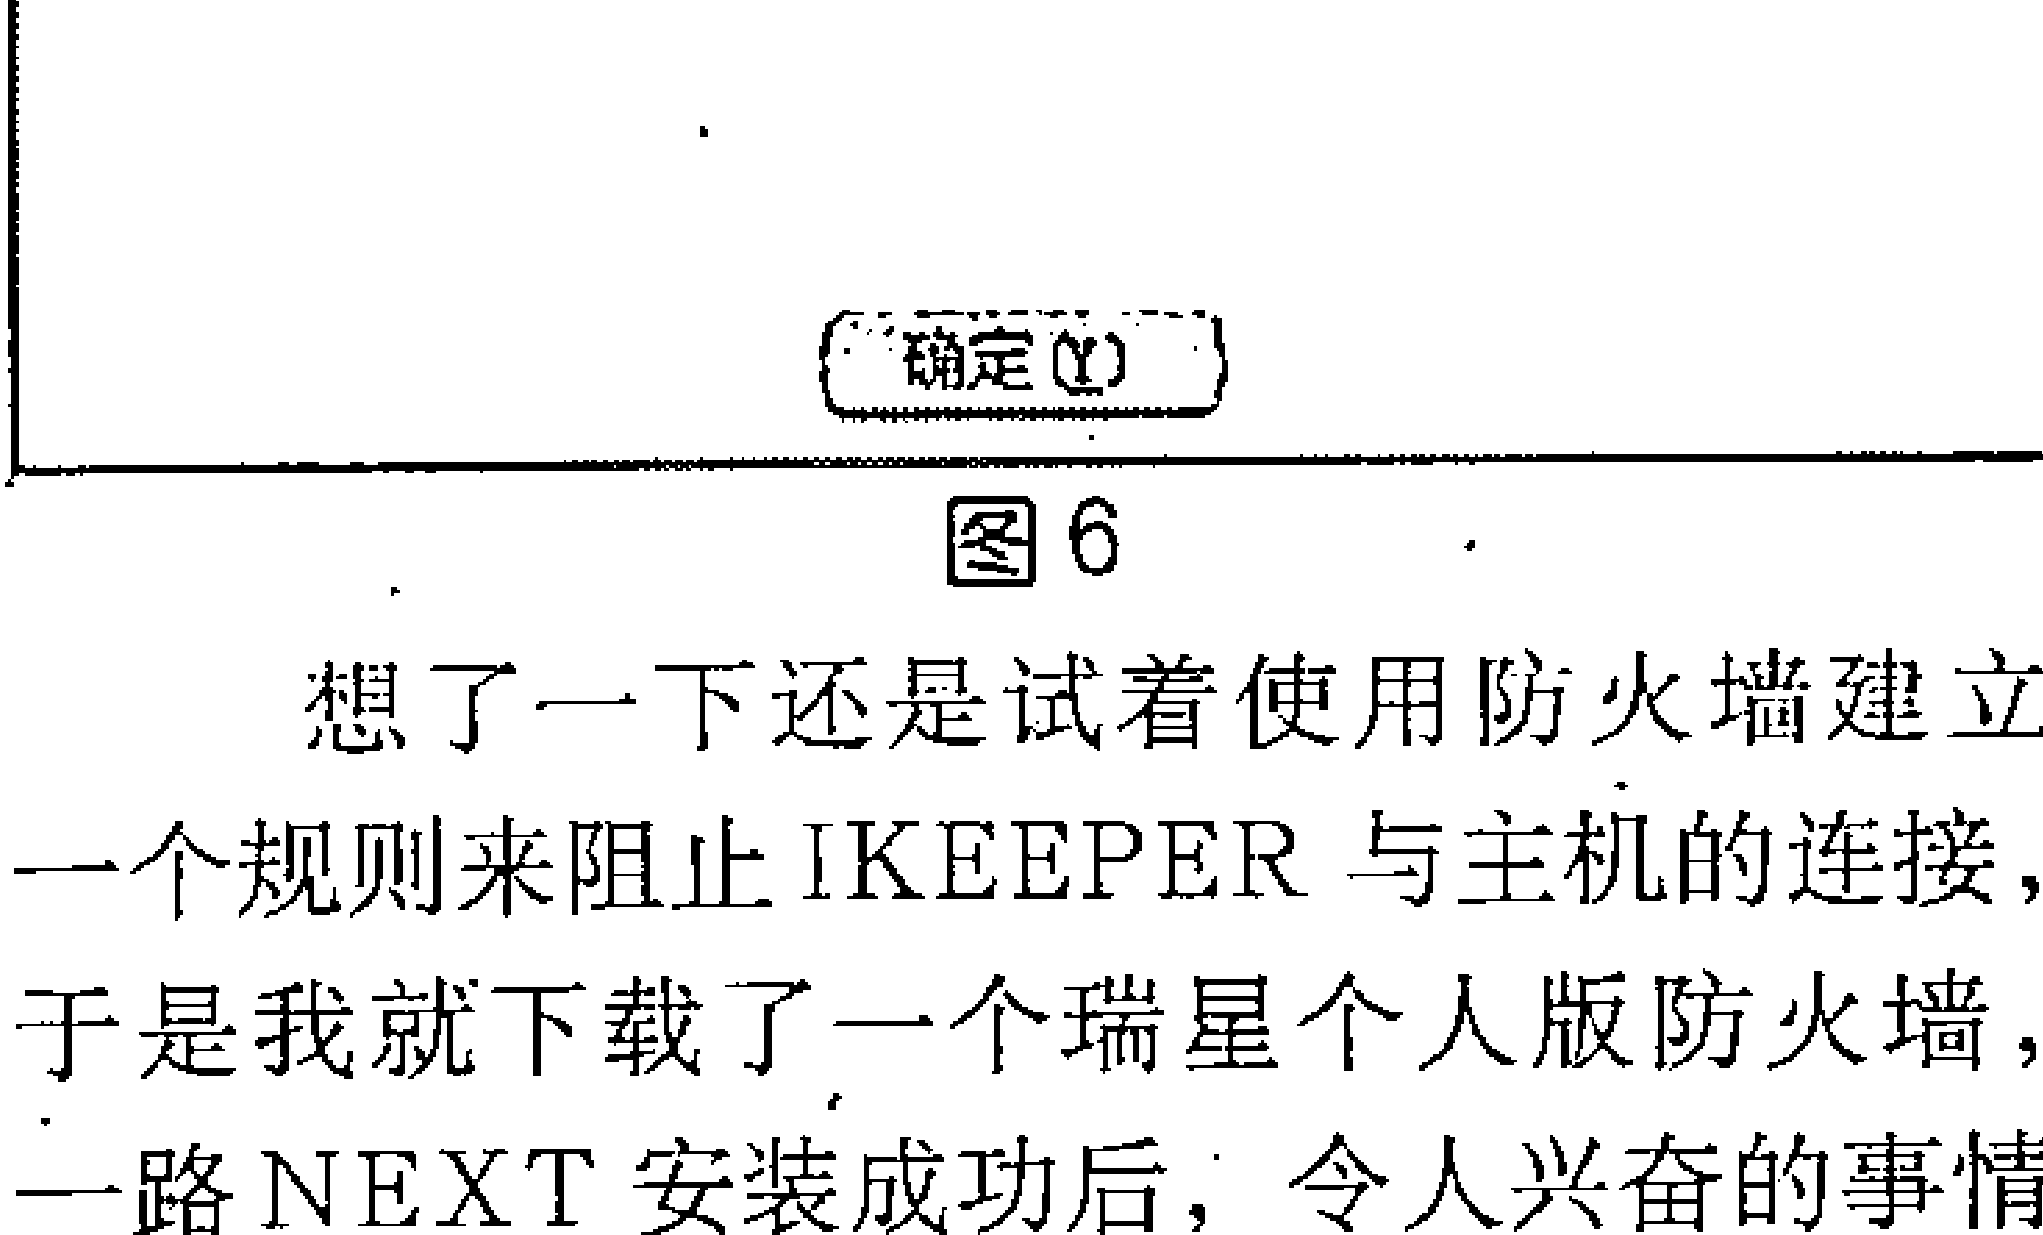 确定(Y)
图 6
想了一下还是试着使用防火墙建立
一个规则来阻止IKEEPER 与主机的连接,
于是我就下载了一个瑞星个人版防火墙,
一路NEXT 安装成功后, 令人兴奋的事情